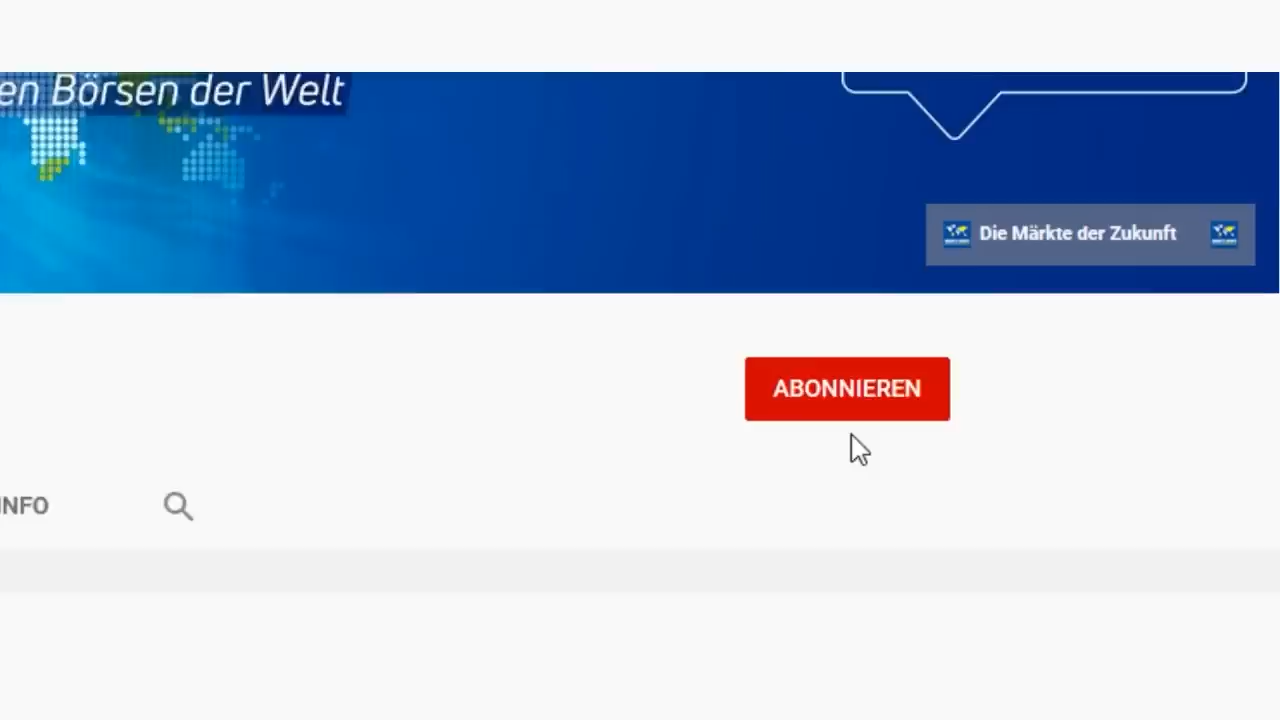 en Börsen der Welt
Die Märkte der Zukunft
ABONNIEREN
INFO